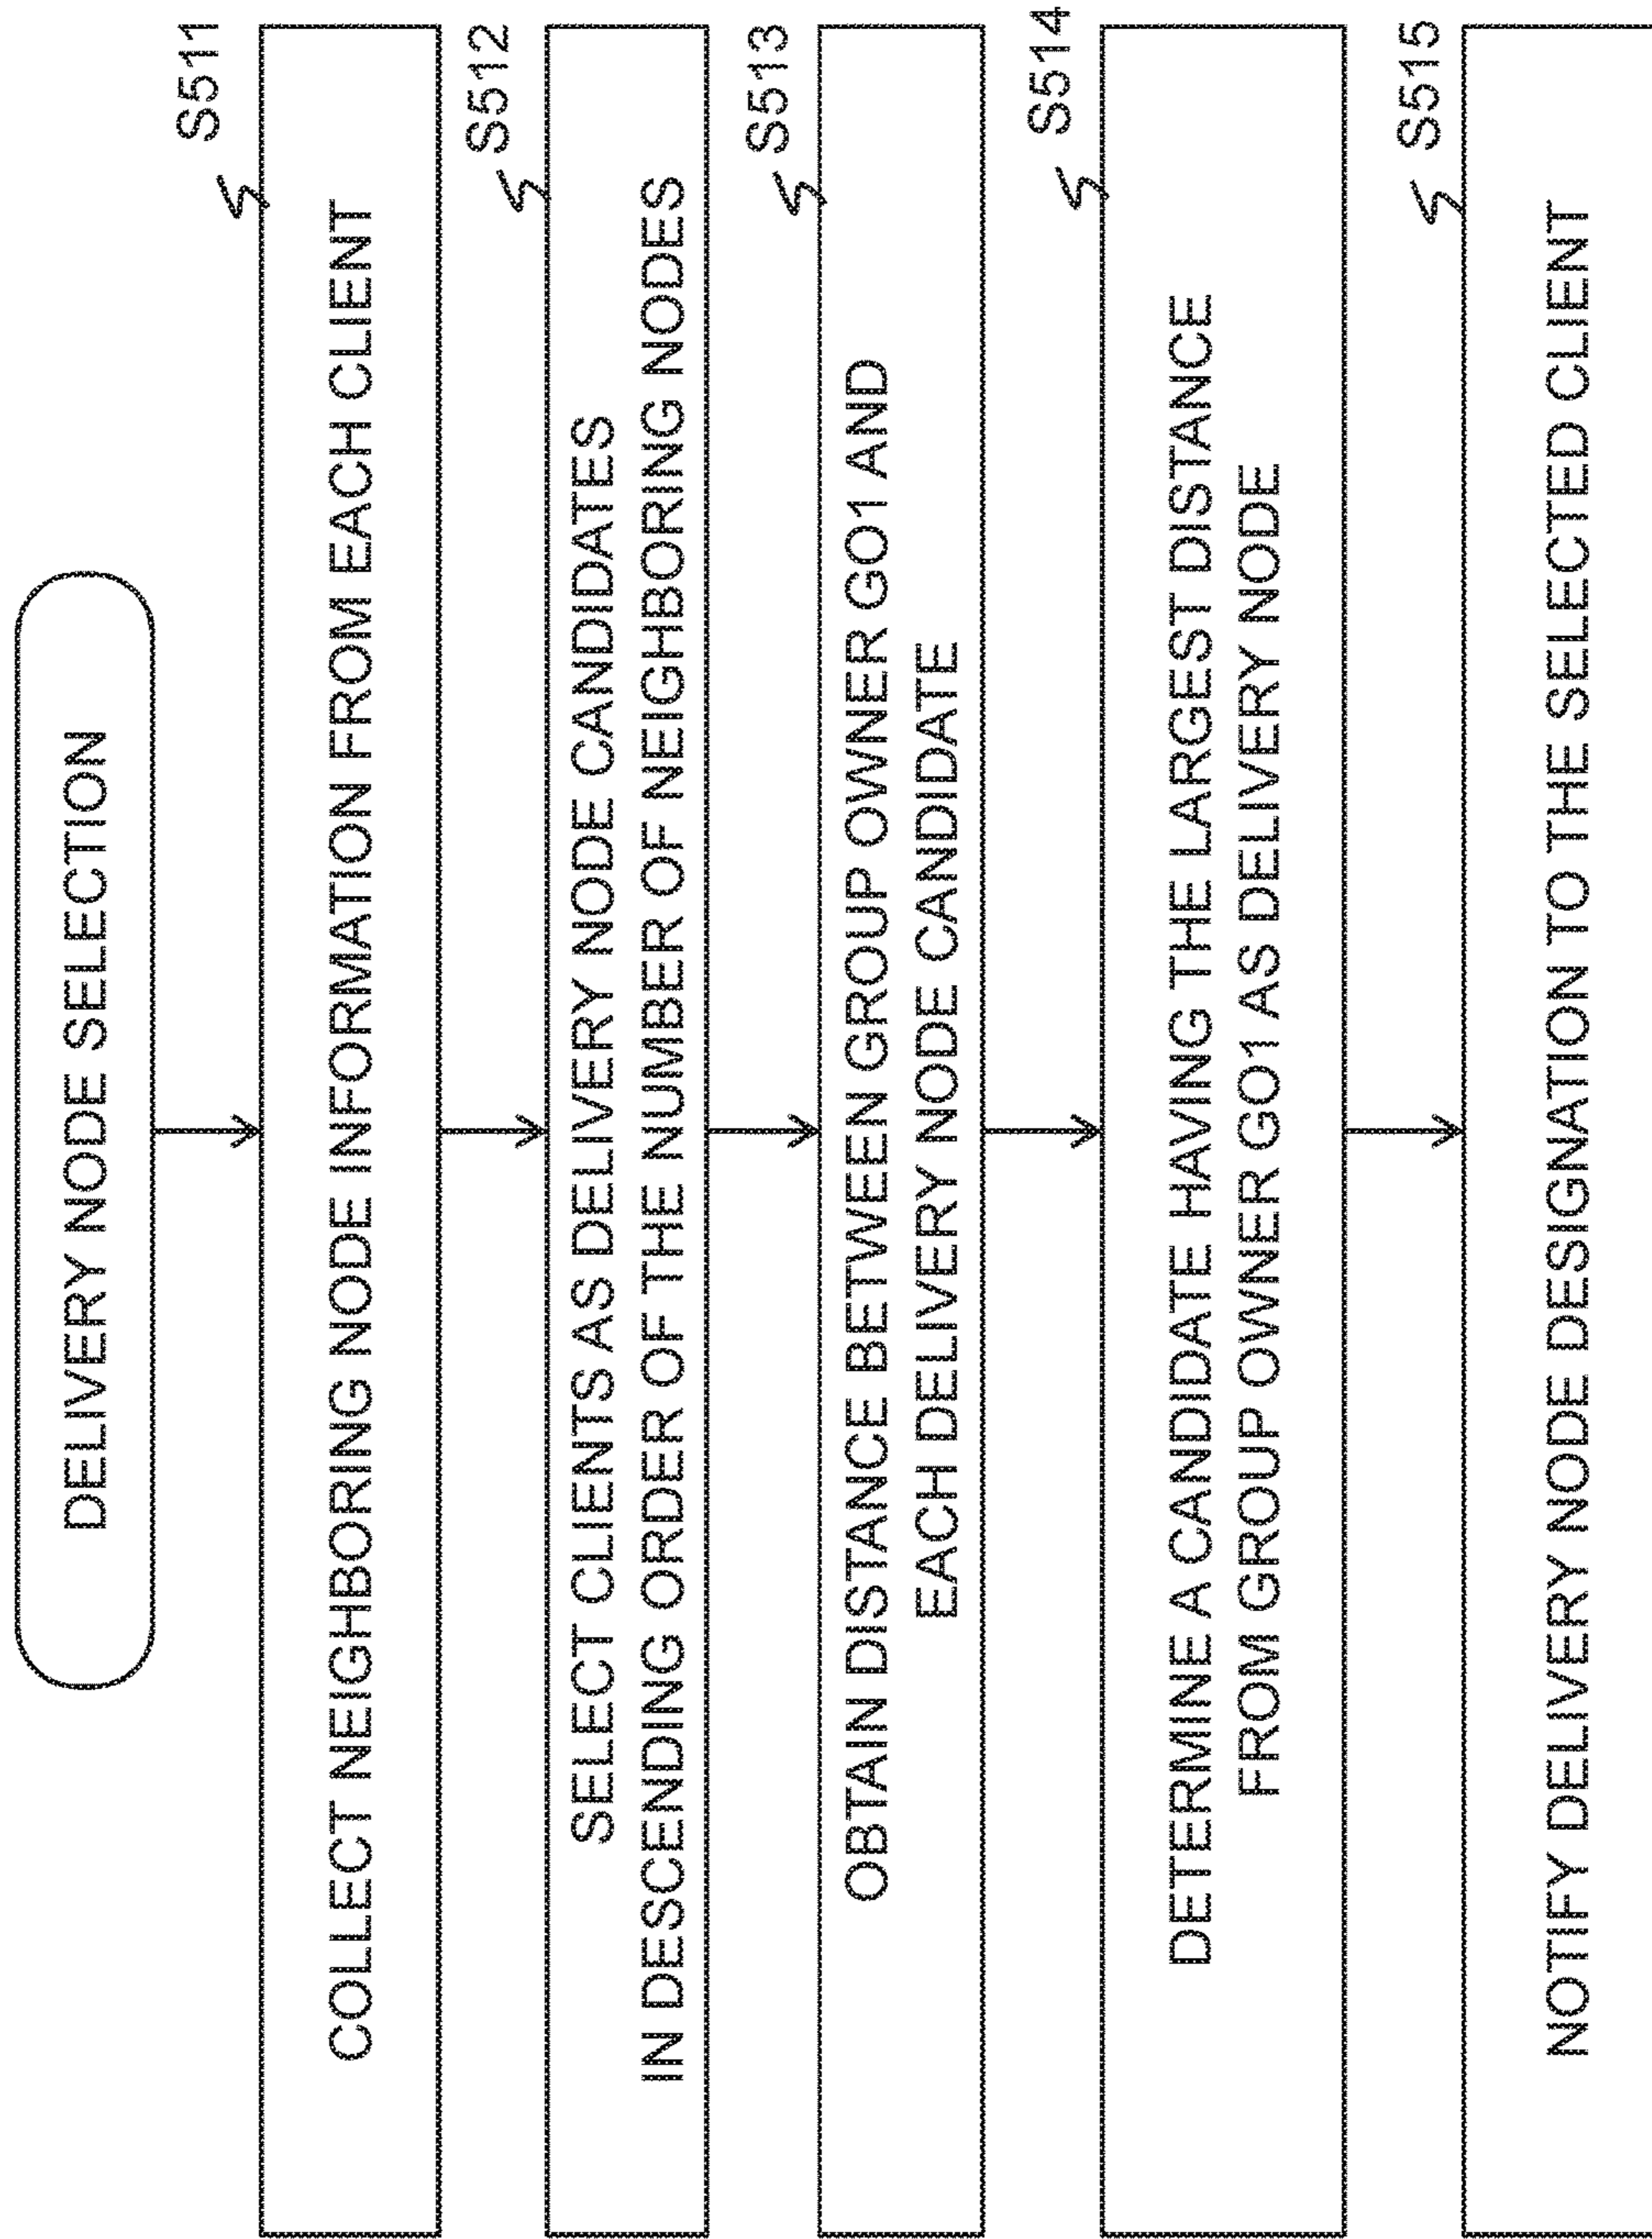 DELIVERY NODE SELECTION
S511
COLLECT NEIGHBORING NODE INFORMATION FROM EACH CLIENT
S512
SELECT CLIENTS AS DELIVERY NODE CANDIDATES
IN DESCENDING ORDER OF THE NUMBER OF NEIGHBORING NODES
S513
OBTAIN DISTANCE BETWEEN GROUP OWNER GO1 AND
EACH DELIVERY NODE CANDIDATE
S514
DETERMINE A CANDIDATE HAVING THE LARGEST DISTANCE
FROM GROUP OWNER GO1 AS DELIVERY NODE
S515
NOTIFY DELIVERY NODE DESIGNATION TO THE SELECTED CLIENT